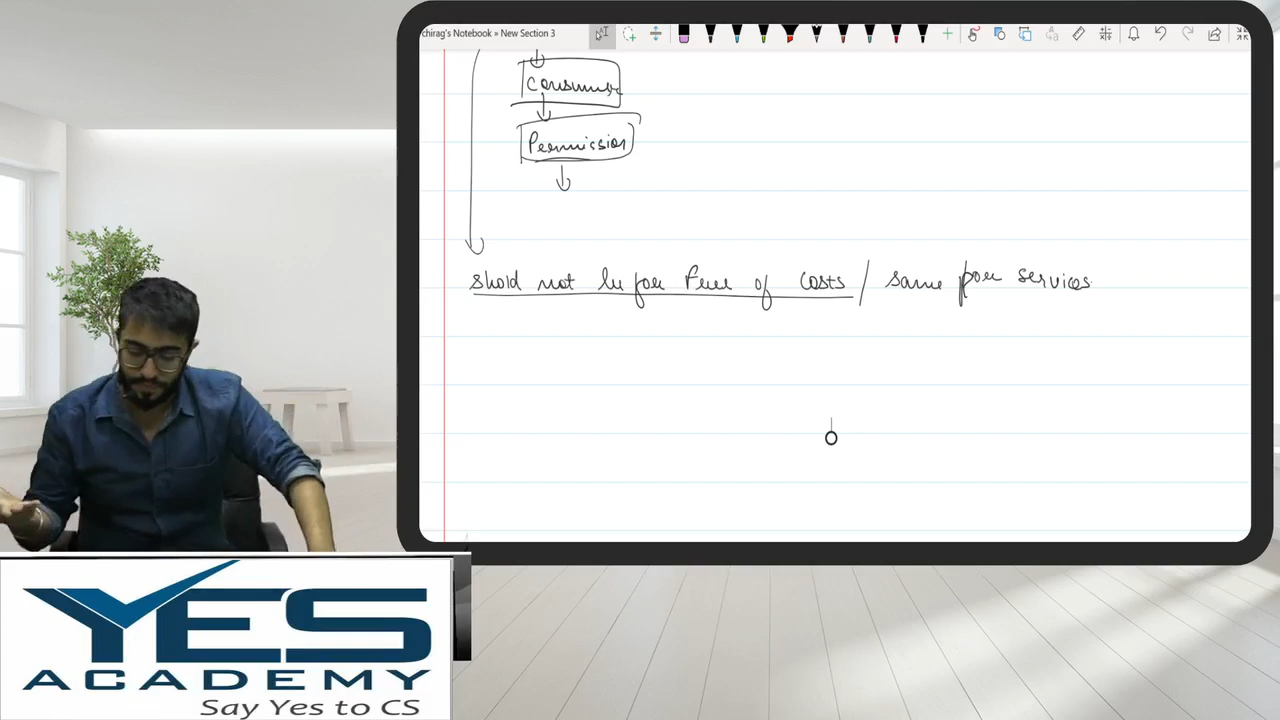 chirag's Notebook » New Section 3
Consumer
Permission
shold not be for Free of costs / same for services
YES
ACADEMY
Say Yes to CS